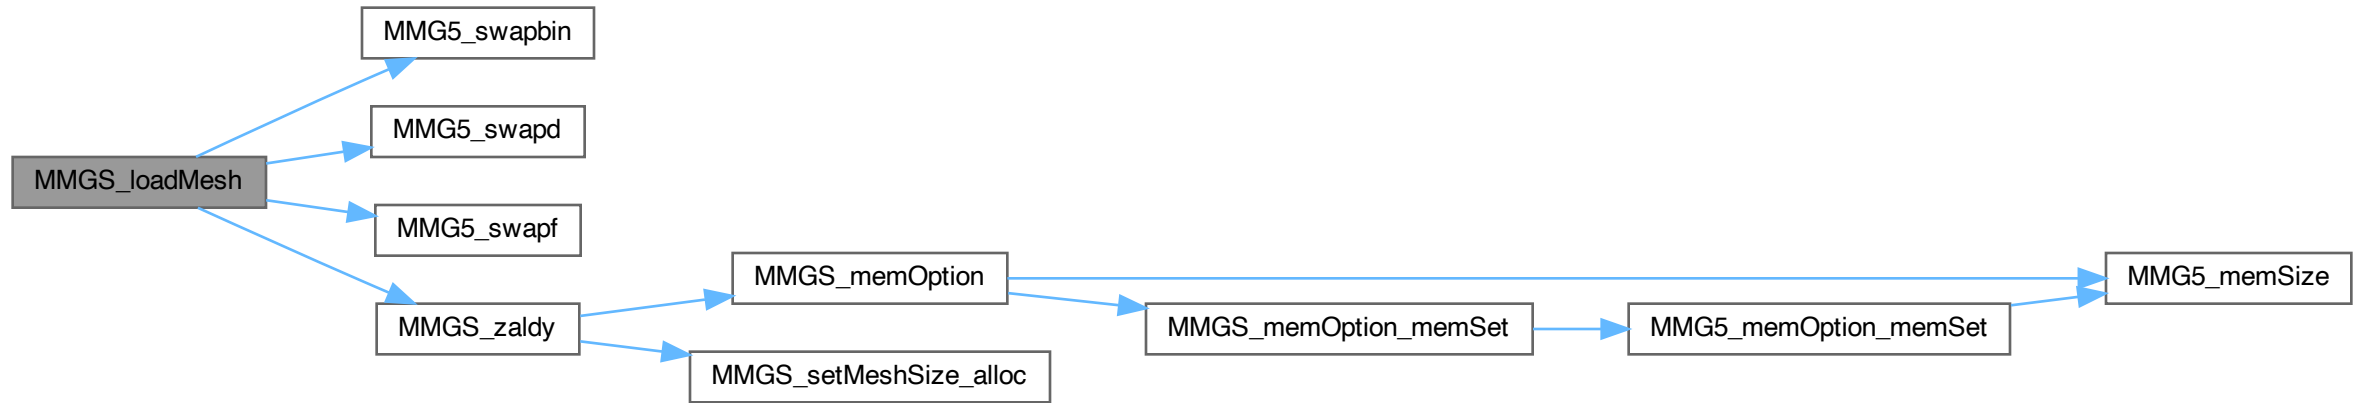 MMG5_swapbin
MMG5_swapd
MMGS_loadMesh
MMG5_swapf
MMGS_memOption
MMG5_memSize
MMGS_zaldy
MMGS_memOption_memSet
MMG5_memOption_memSet
MMGS_setMeshSize_alloc